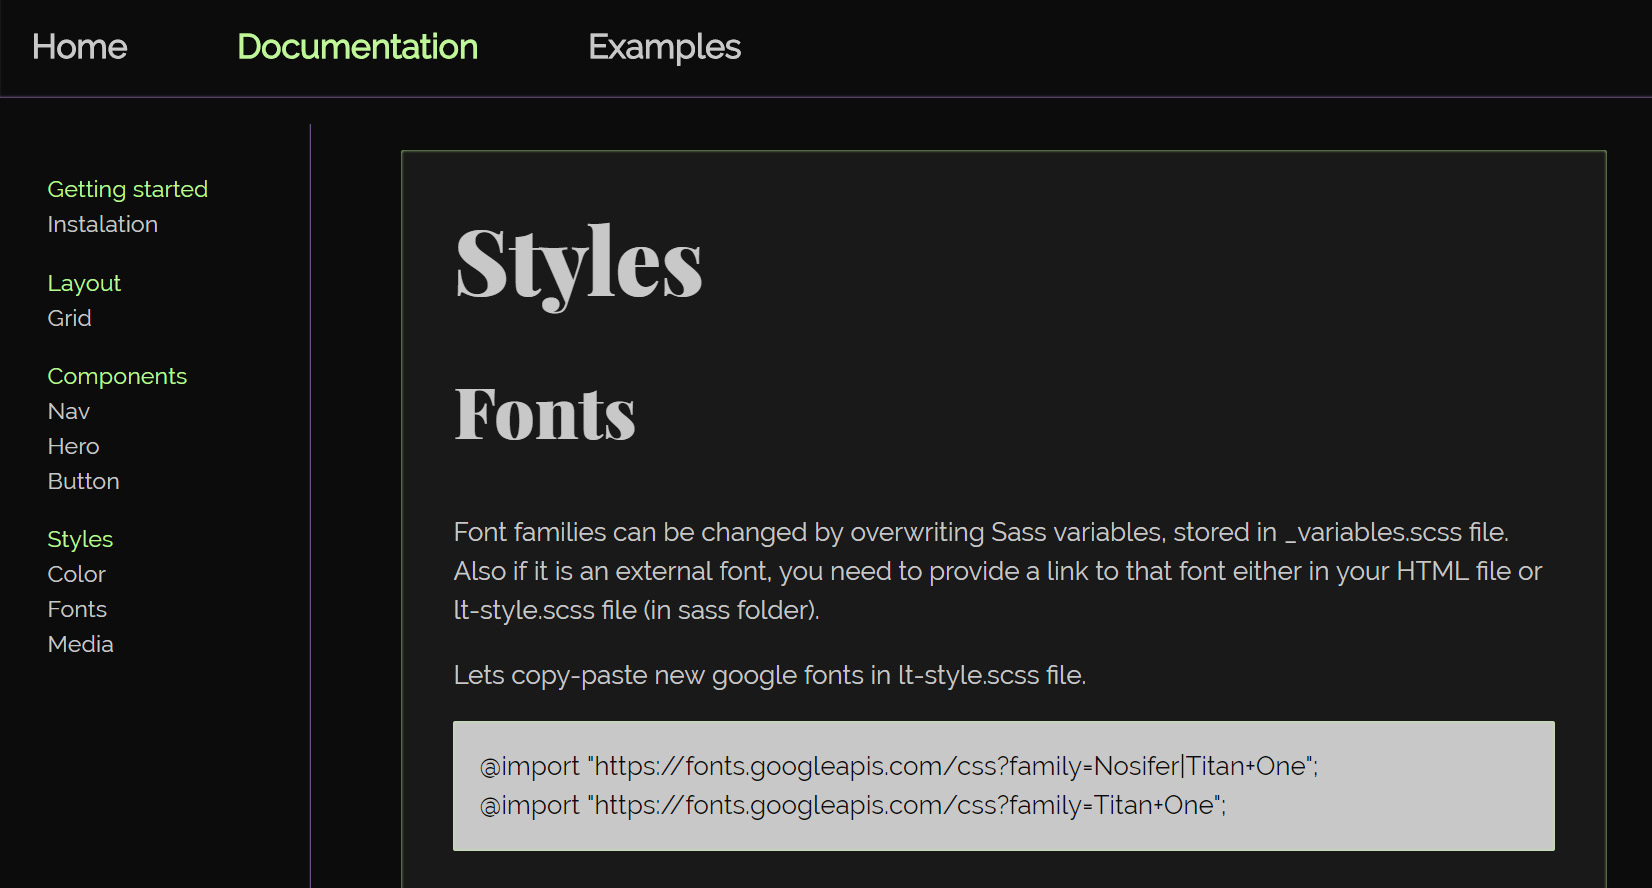 Home Documentation Examples
Getting started
Instalation
Layout
Grid
Components
Nav
Hero
Button
Styles
Color
Fonts
Media
Styles
Fonts
Font families can be changed by overwriting Sass variables, stored in _variables.scss file.
Also if it is an external font, you need to provide a link to that font either in your HTML file or
lt-style.scss file (in sass folder).
Lets copy-paste new google fonts in lt-style.scss file.
@import "https://fonts.googleapis.com/css?family=Nosifer|Titan+One";
@import "https://fonts.googleapis.com/css?family=Titan+One";